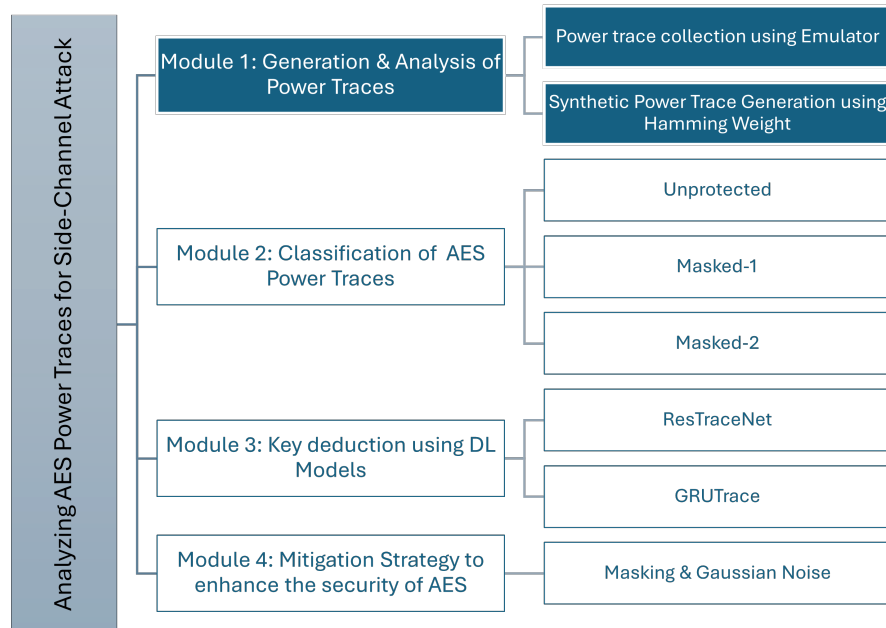 Analyzing AES Power Traces for Side-Channel Attack
Module 1: Generation & Analysis of
Power Traces
Power trace collection using Emulator
Synthetic Power Trace Generation using
Hamming Weight
Module 2: Classification of AES
Power Traces
Unprotected
Masked-1
Masked-2
Module 3: Key deduction using DL
Models
ResTraceNet
GRUTrace
Module 4: Mitigation Strategy to
enhance the security of AES
Masking & Gaussian Noise